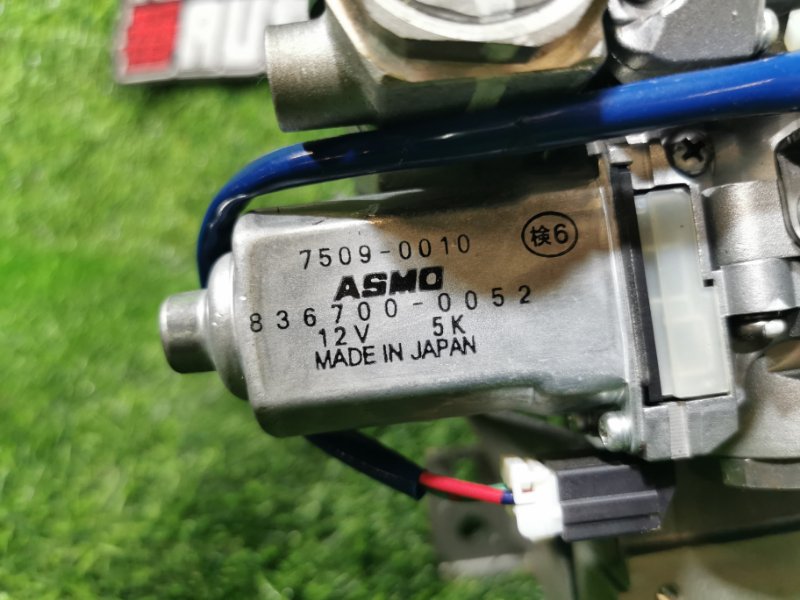 7509-0010
検6
ASMO
836700-0052
12V 5K
MADE IN JAPAN